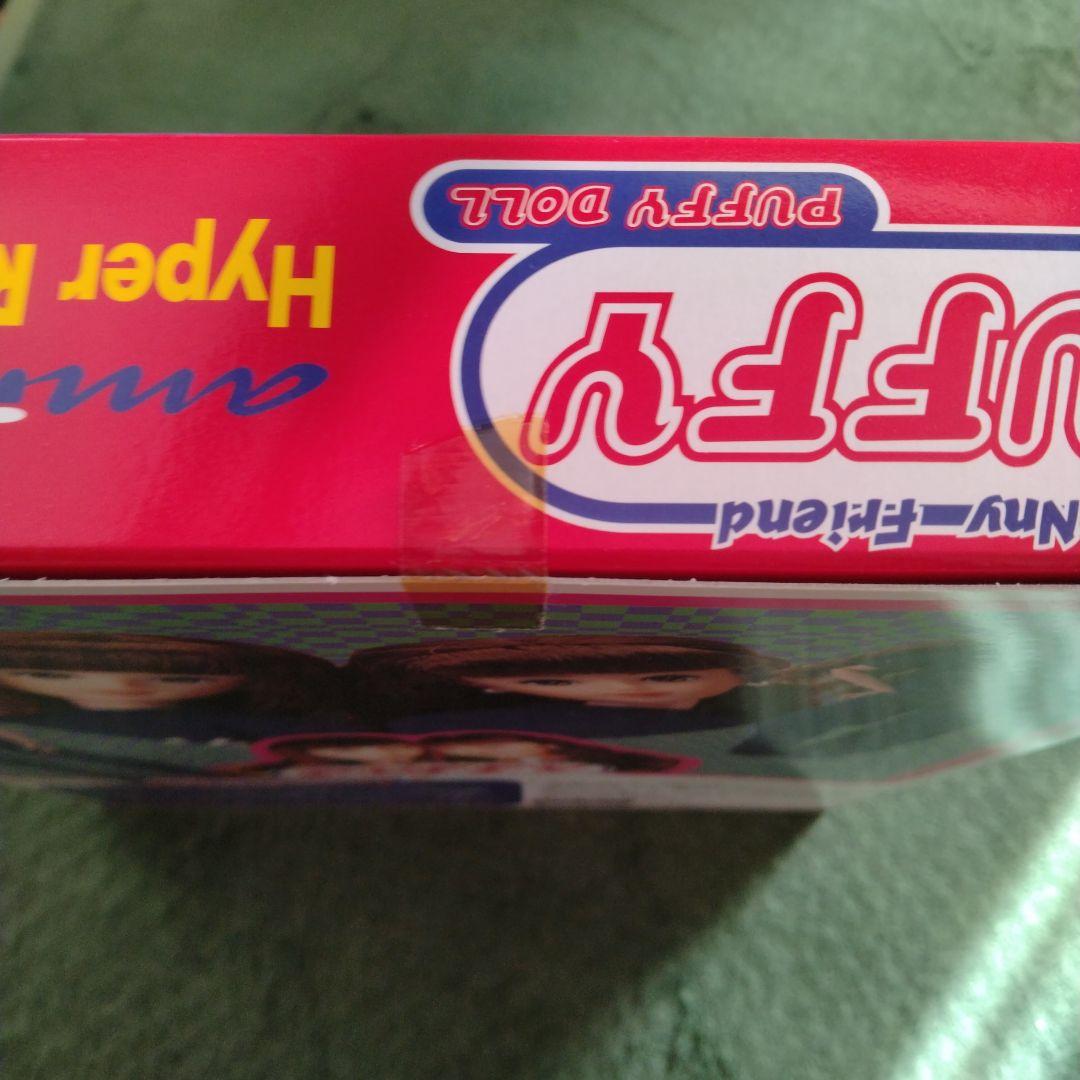 Nny-Friend
UFFY
PUFFY DOLL
Hyper